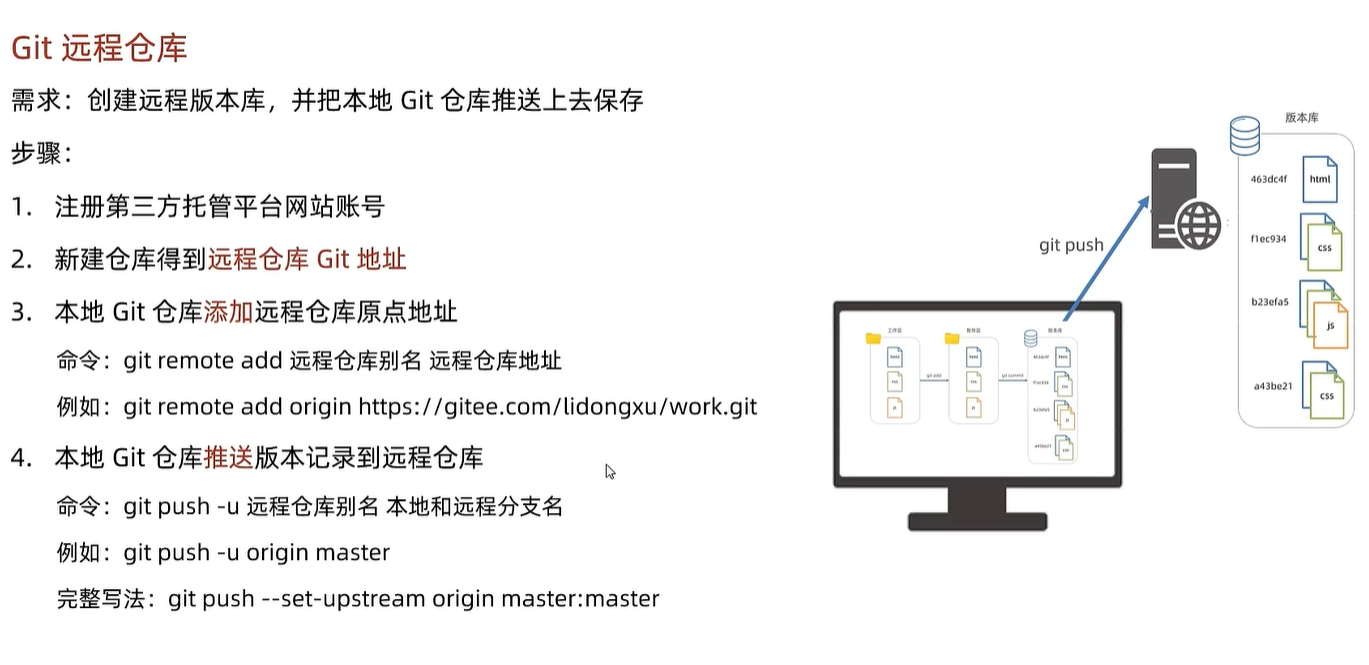 Git 远程仓库
需求：创建远程版本库，并把本地 Git 仓库推送上去保存
步骤：
1. 注册第三方托管平台网站账号
2. 新建仓库得到远程仓库 Git 地址
3. 本地 Git 仓库添加远程仓库原点地址
命令：git remote add 远程仓库别名 远程仓库地址
例如：git remote add origin https://gitee.com/lidongxu/work.git
4. 本地 Git 仓库推送版本记录到远程仓库
命令：git push -u 远程仓库别名 本地和远程分支名
例如：git push -u origin master
完整写法：git push --set-upstream origin master:master
git push
版本库
463dc4f
html
f1ec934
css
b23efa5
js
a43be21
css
工作区
html
css
js
git add
暂存区
html
css
js
git commit
版本库
463dc4f
html
f1ec934
css
b23efa5
js
a43be21
css